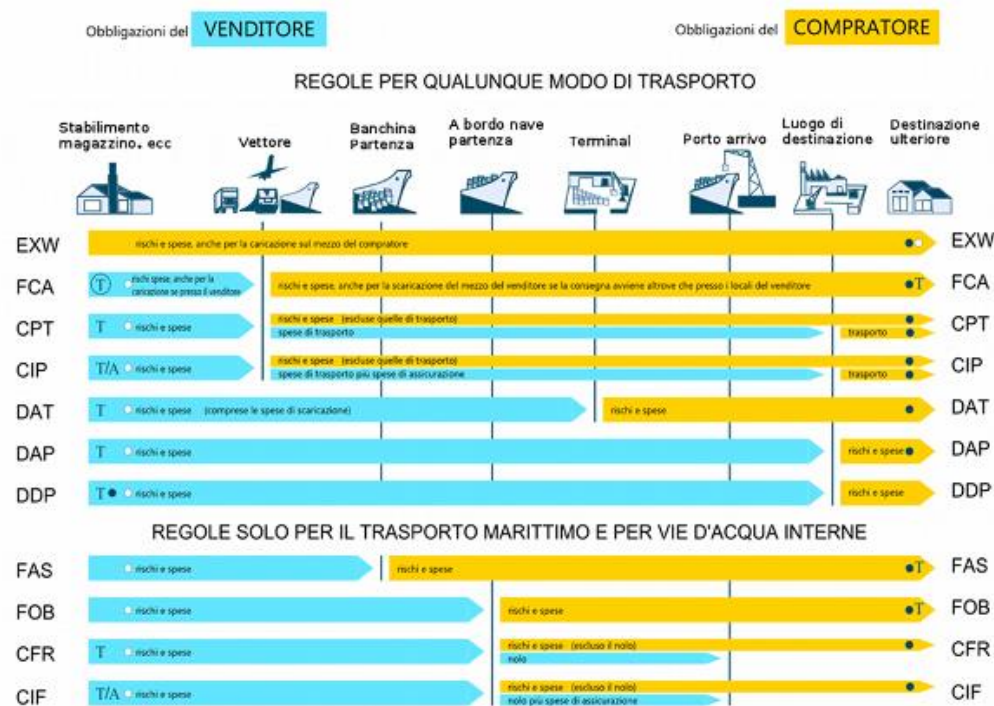 Obbligazioni del VENDITORE
Obbligazioni del COMPRATORE
REGOLE PER QUALUNQUE MODO DI TRASPORTO
Stabilimento magazzino. ecc
Vettore
Banchina Partenza
A bordo nave partenza
Terminal
Porto arrivo
Luogo di destinazione
Destinazione ulteriore
EXW rischi e spese, anche per la caricazione sul mezzo del compratore EXW
FCA T rischi spese, anche per la caricazione se presso il venditore rischi e spese, anche per la scaricazione del mezzo del venditore se la consegna avviene altrove che presso i locali del venditore T FCA
CPT T rischi e spese rischi e spese (escluse quelle di trasporto) CPT
spese di trasporto trasporto
CIP T/A rischi e spese rischi e spese (escluse quelle di trasporto) CIP
spese di trasporto più spese di assicurazione trasporto
DAT T rischi e spese (comprese le spese di scaricazione) rischi e spese DAT
DAP T rischi e spese rischi e spese DAP
DDP T rischi e spese rischi e spese DDP
REGOLE SOLO PER IL TRASPORTO MARITTIMO E PER VIE D'ACQUA INTERNE
FAS rischi e spese rischi e spese T FAS
FOB rischi e spese rischi e spese T FOB
CFR T rischi e spese rischi e spese (escluso il nolo) CFR
nolo
CIF T/A rischi e spese rischi e spese (escluso il nolo) CIF
nolo più spese di assicurazione